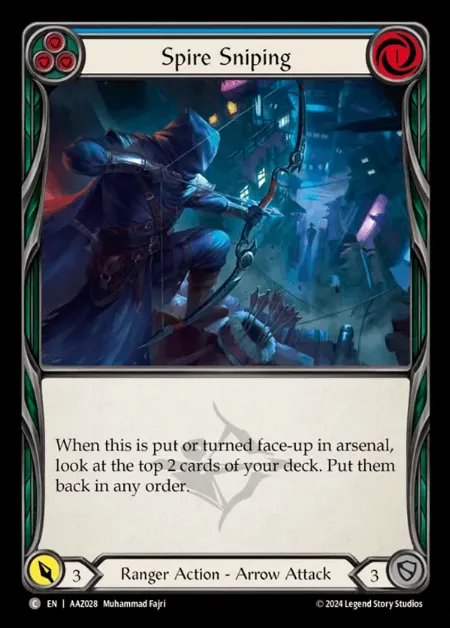 1
Spire Sniping
When this is put or turned face-up in arsenal,
look at the top 2 cards of your deck. Put them
back in any order.
3
Ranger Action - Arrow Attack
3
C EN | AAZ028 Muhammad Fajri
© 2024 Legend Story Studios